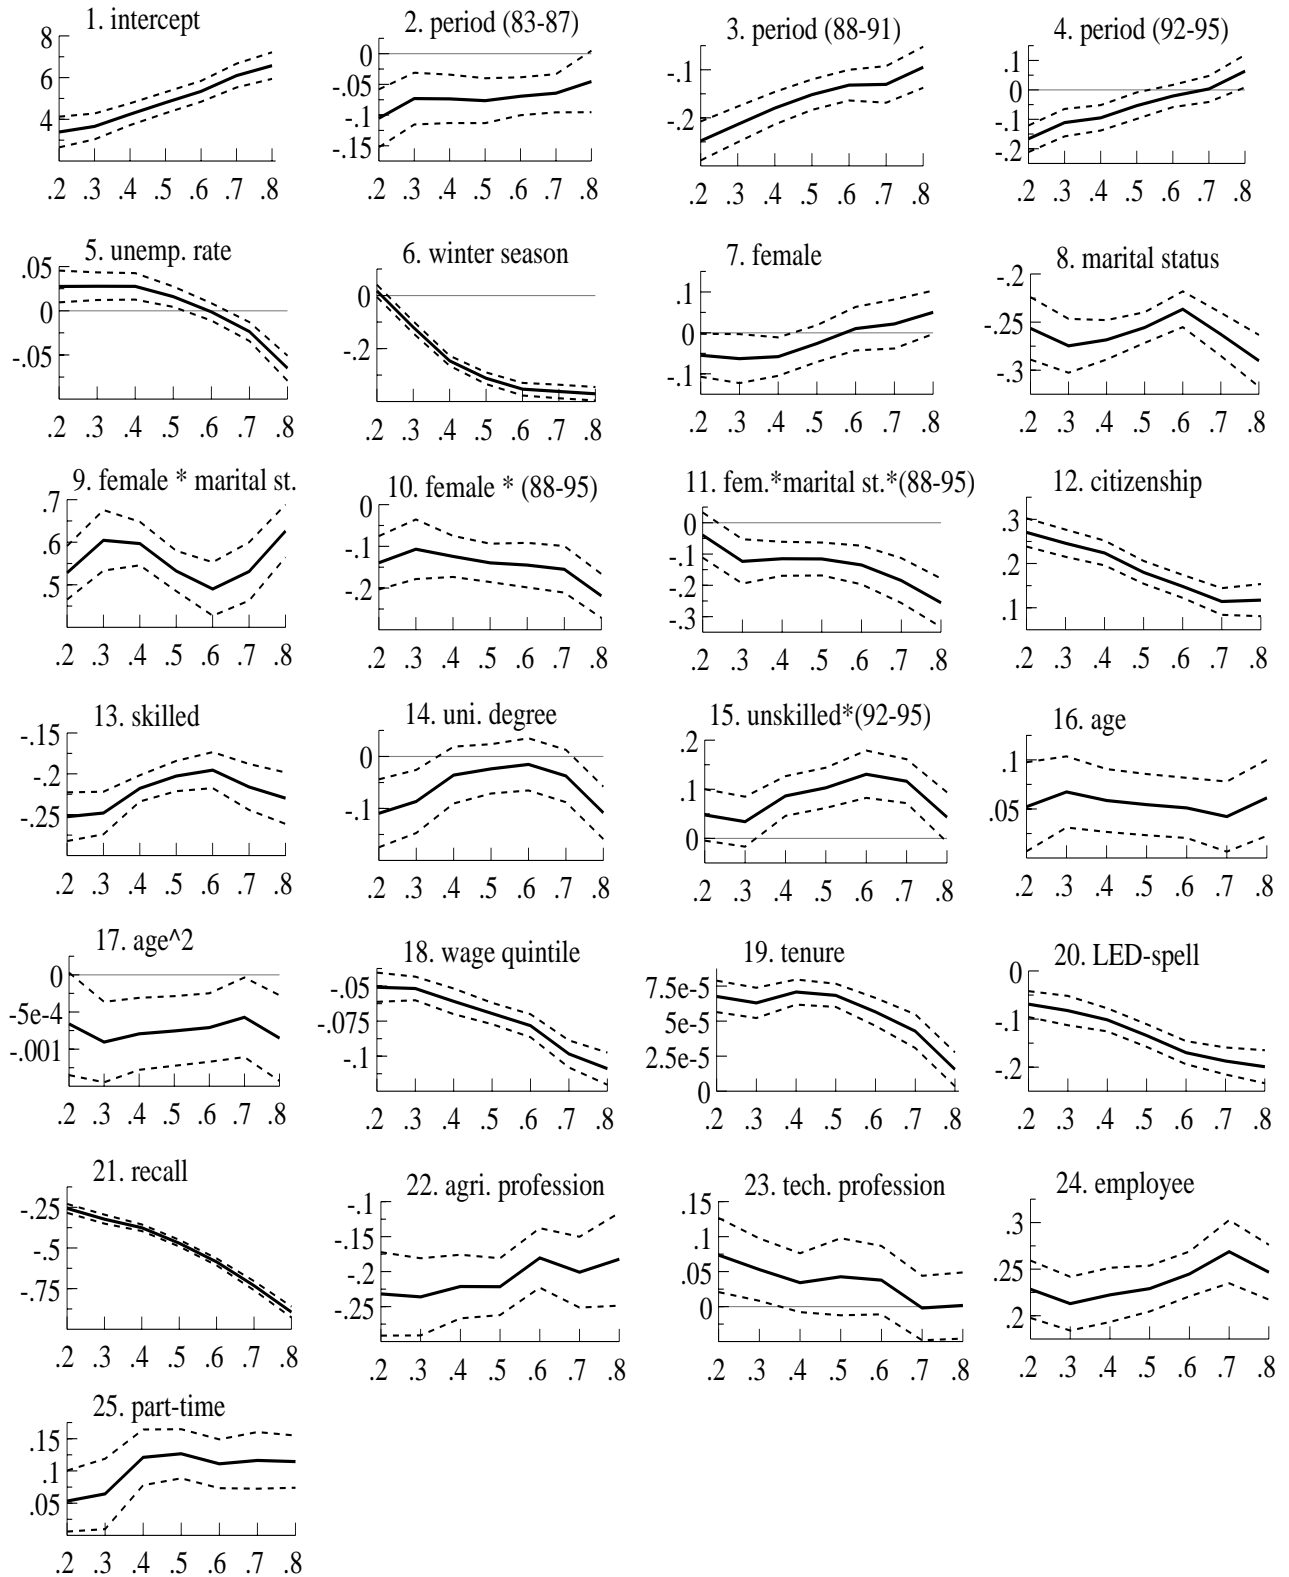 1. intercept
8
6
4
.2 .3 .4 .5 .6 .7 .8
2. period (83-87)
0
-.05
-.1
-.15
.2 .3 .4 .5 .6 .7 .8
3. period (88-91)
-.1
-.2
.2 .3 .4 .5 .6 .7 .8
4. period (92-95)
.1
0
-.1
-.2
.2 .3 .4 .5 .6 .7 .8
5. unemp. rate
.05
0
-.05
.2 .3 .4 .5 .6 .7 .8
6. winter season
0
-.2
.2 .3 .4 .5 .6 .7 .8
7. female
.1
0
-.1
.2 .3 .4 .5 .6 .7 .8
8. marital status
-.2
-.25
-.3
.2 .3 .4 .5 .6 .7 .8
9. female * marital st.
.7
.6
.5
.2 .3 .4 .5 .6 .7 .8
10. female * (88-95)
0
-.1
-.2
.2 .3 .4 .5 .6 .7 .8
11. fem.*marital st.*(88-95)
0
-.1
-.2
-.3
.2 .3 .4 .5 .6 .7 .8
12. citizenship
.3
.2
.1
.2 .3 .4 .5 .6 .7 .8
13. skilled
-.15
-.2
-.25
.2 .3 .4 .5 .6 .7 .8
14. uni. degree
0
-.1
.2 .3 .4 .5 .6 .7 .8
15. unskilled*(92-95)
.2
.1
0
.2 .3 .4 .5 .6 .7 .8
16. age
.1
.05
.2 .3 .4 .5 .6 .7 .8
17. age^2
0
-5e-4
-.001
.2 .3 .4 .5 .6 .7 .8
18. wage quintile
-.05
-.075
-.1
.2 .3 .4 .5 .6 .7 .8
19. tenure
7.5e-5
5e-5
2.5e-5
0
.2 .3 .4 .5 .6 .7 .8
20. LED-spell
0
-.1
-.2
.2 .3 .4 .5 .6 .7 .8
21. recall
-.25
-.5
-.75
.2 .3 .4 .5 .6 .7 .8
22. agri. profession
-.1
-.15
-.2
-.25
.2 .3 .4 .5 .6 .7 .8
23. tech. profession
.15
.1
.05
0
.2 .3 .4 .5 .6 .7 .8
24. employee
.3
.25
.2
.2 .3 .4 .5 .6 .7 .8
25. part-time
.15
.1
.05
.2 .3 .4 .5 .6 .7 .8